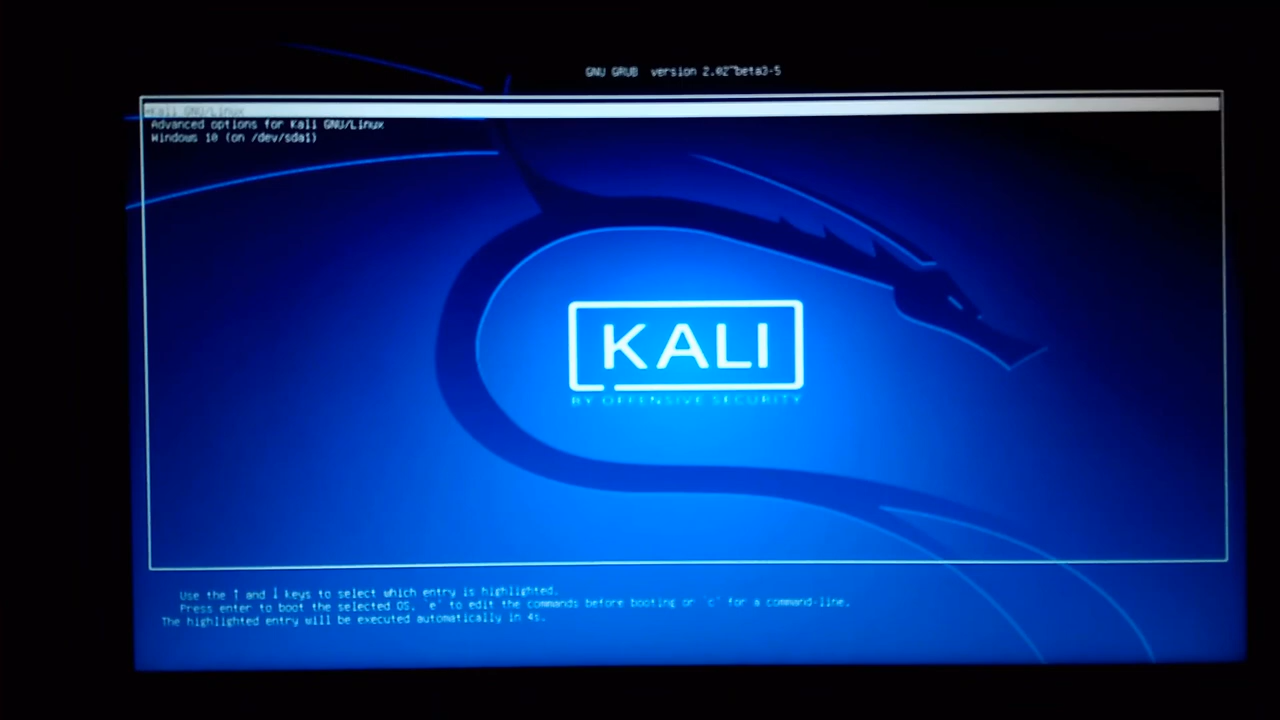 GNU GRUB version 2.02~beta3-5
*Kali GNU/Linux
Advanced options for Kali GNU/Linux
Windows 10 (on /dev/sda1)
KALI
BY OFFENSIVE SECURITY
Use the ↑ and ↓ keys to select which entry is highlighted.
Press enter to boot the selected OS, `e' to edit the commands before booting or `c' for a command-line.
The highlighted entry will be executed automatically in 4s.